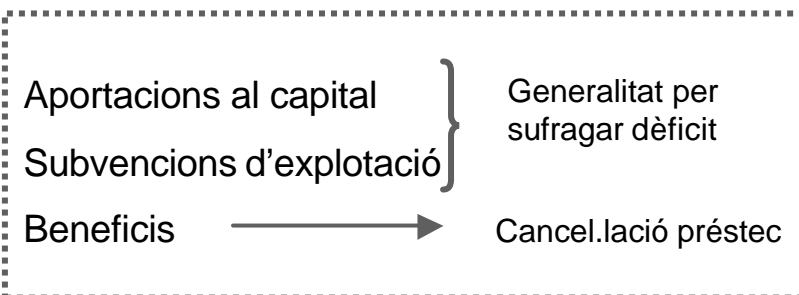 Aportacions al capital
Generalitat per
sufragar dèficit
Subvencions d'explotació
Beneficis
Cancel.lació préstec